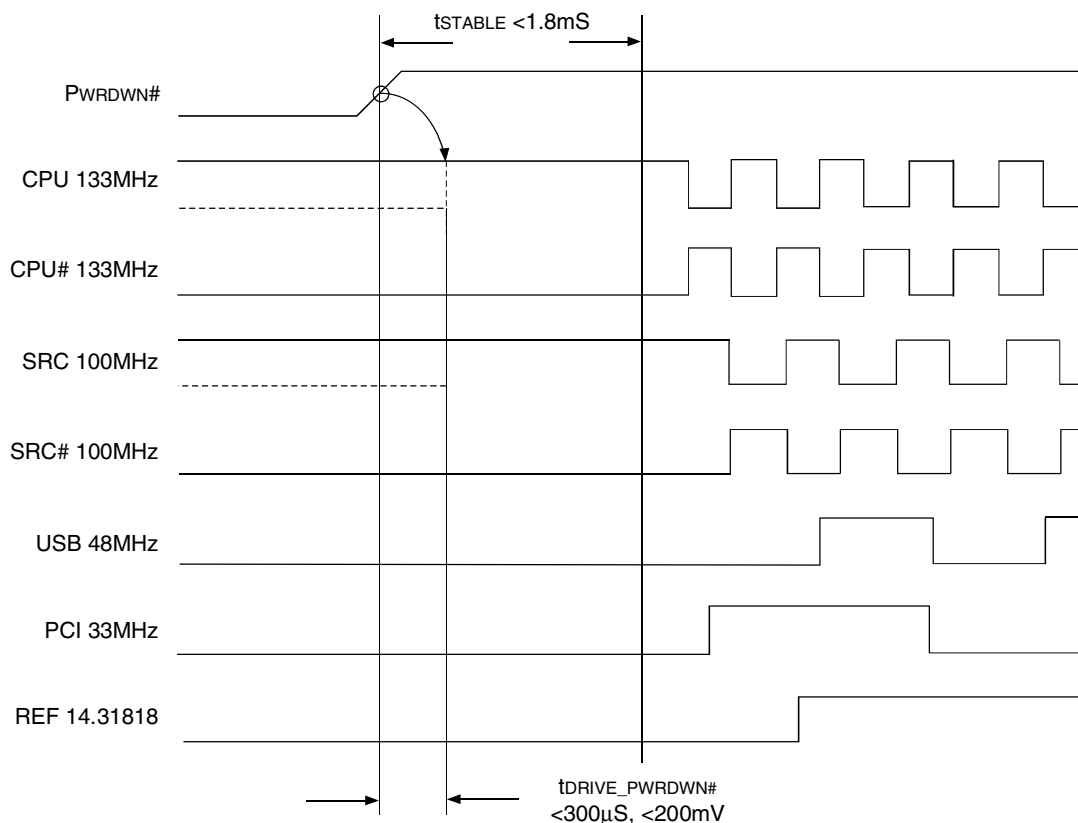 tSTABLE <1.8mS
PWRDWN#
CPU 133MHz
CPU# 133MHz
SRC 100MHz
SRC# 100MHz
USB 48MHz
PCI 33MHz
REF 14.31818
tDRIVE_PWRDWN#
<300µS, <200mV